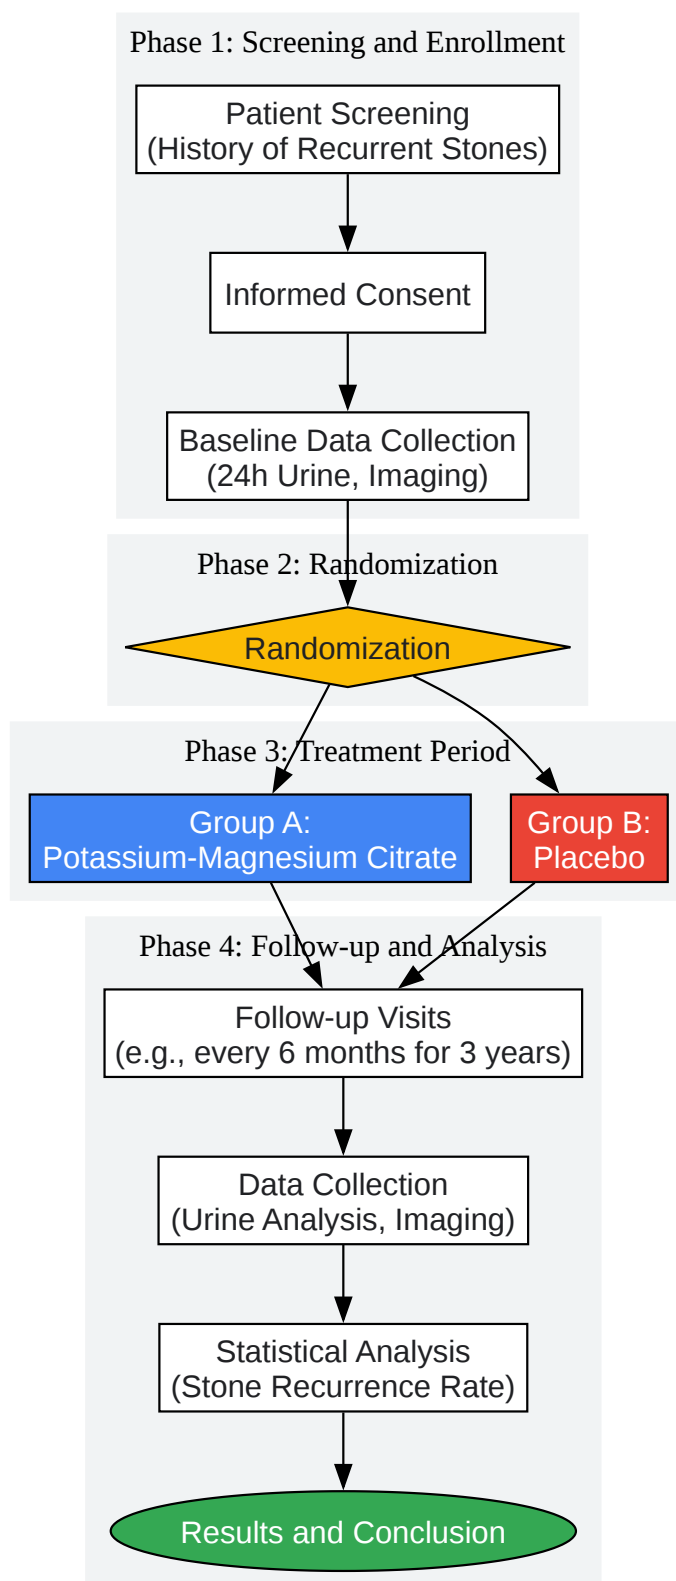 Phase 1: Screening and Enrollment
Patient Screening
(History of Recurrent Stones)
Informed Consent
Baseline Data Collection
(24h Urine, Imaging)
Phase 2: Randomization
Randomization
Phase 3: Treatment Period
Group A:
Potassium-Magnesium Citrate
Group B:
Placebo
Phase 4: Follow-up and Analysis
Follow-up Visits
(e.g., every 6 months for 3 years)
Data Collection
(Urine Analysis, Imaging)
Statistical Analysis
(Stone Recurrence Rate)
Results and Conclusion